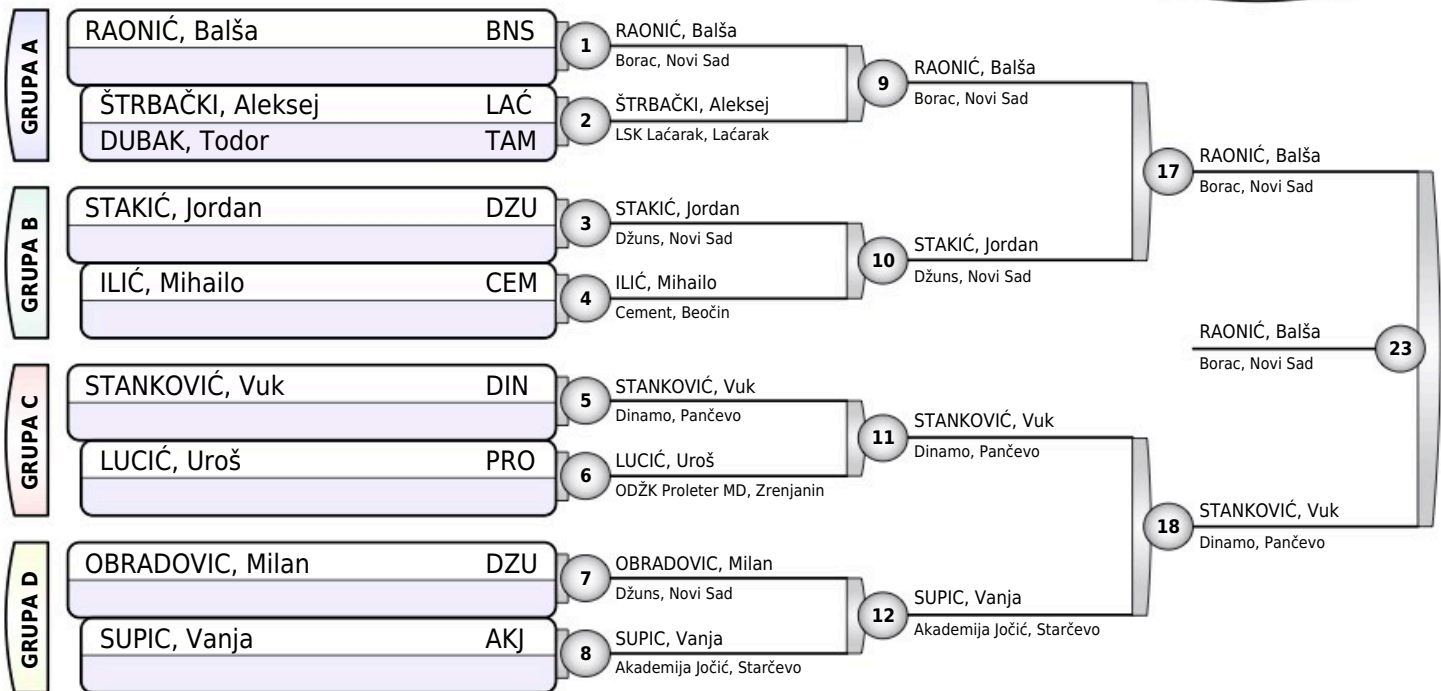 GRUPA A
RAONIĆ, Balša BNS
ŠTRBAČKI, Aleksej LAĆ
DUBAK, Todor TAM
GRUPA B
STAKIĆ, Jordan DZU
ILIĆ, Mihailo CEM
GRUPA C
STANKOVIĆ, Vuk DIN
LUCIĆ, Uroš PRO
GRUPA D
OBRADOVIC, Milan DZU
SUPIC, Vanja AKJ
1
RAONIĆ, Balša
Borac, Novi Sad
2
ŠTRBAČKI, Aleksej
LSK Laćarak, Laćarak
3
STAKIĆ, Jordan
Džuns, Novi Sad
4
ILIĆ, Mihailo
Cement, Beočin
5
STANKOVIĆ, Vuk
Dinamo, Pančevo
6
LUCIĆ, Uroš
ODŽK Proleter MD, Zrenjanin
7
OBRADOVIC, Milan
Džuns, Novi Sad
8
SUPIC, Vanja
Akademija Jočić, Starčevo
9
RAONIĆ, Balša
Borac, Novi Sad
10
STAKIĆ, Jordan
Džuns, Novi Sad
11
STANKOVIĆ, Vuk
Dinamo, Pančevo
12
SUPIC, Vanja
Akademija Jočić, Starčevo
17
RAONIĆ, Balša
Borac, Novi Sad
18
STANKOVIĆ, Vuk
Dinamo, Pančevo
RAONIĆ, Balša
Borac, Novi Sad
23